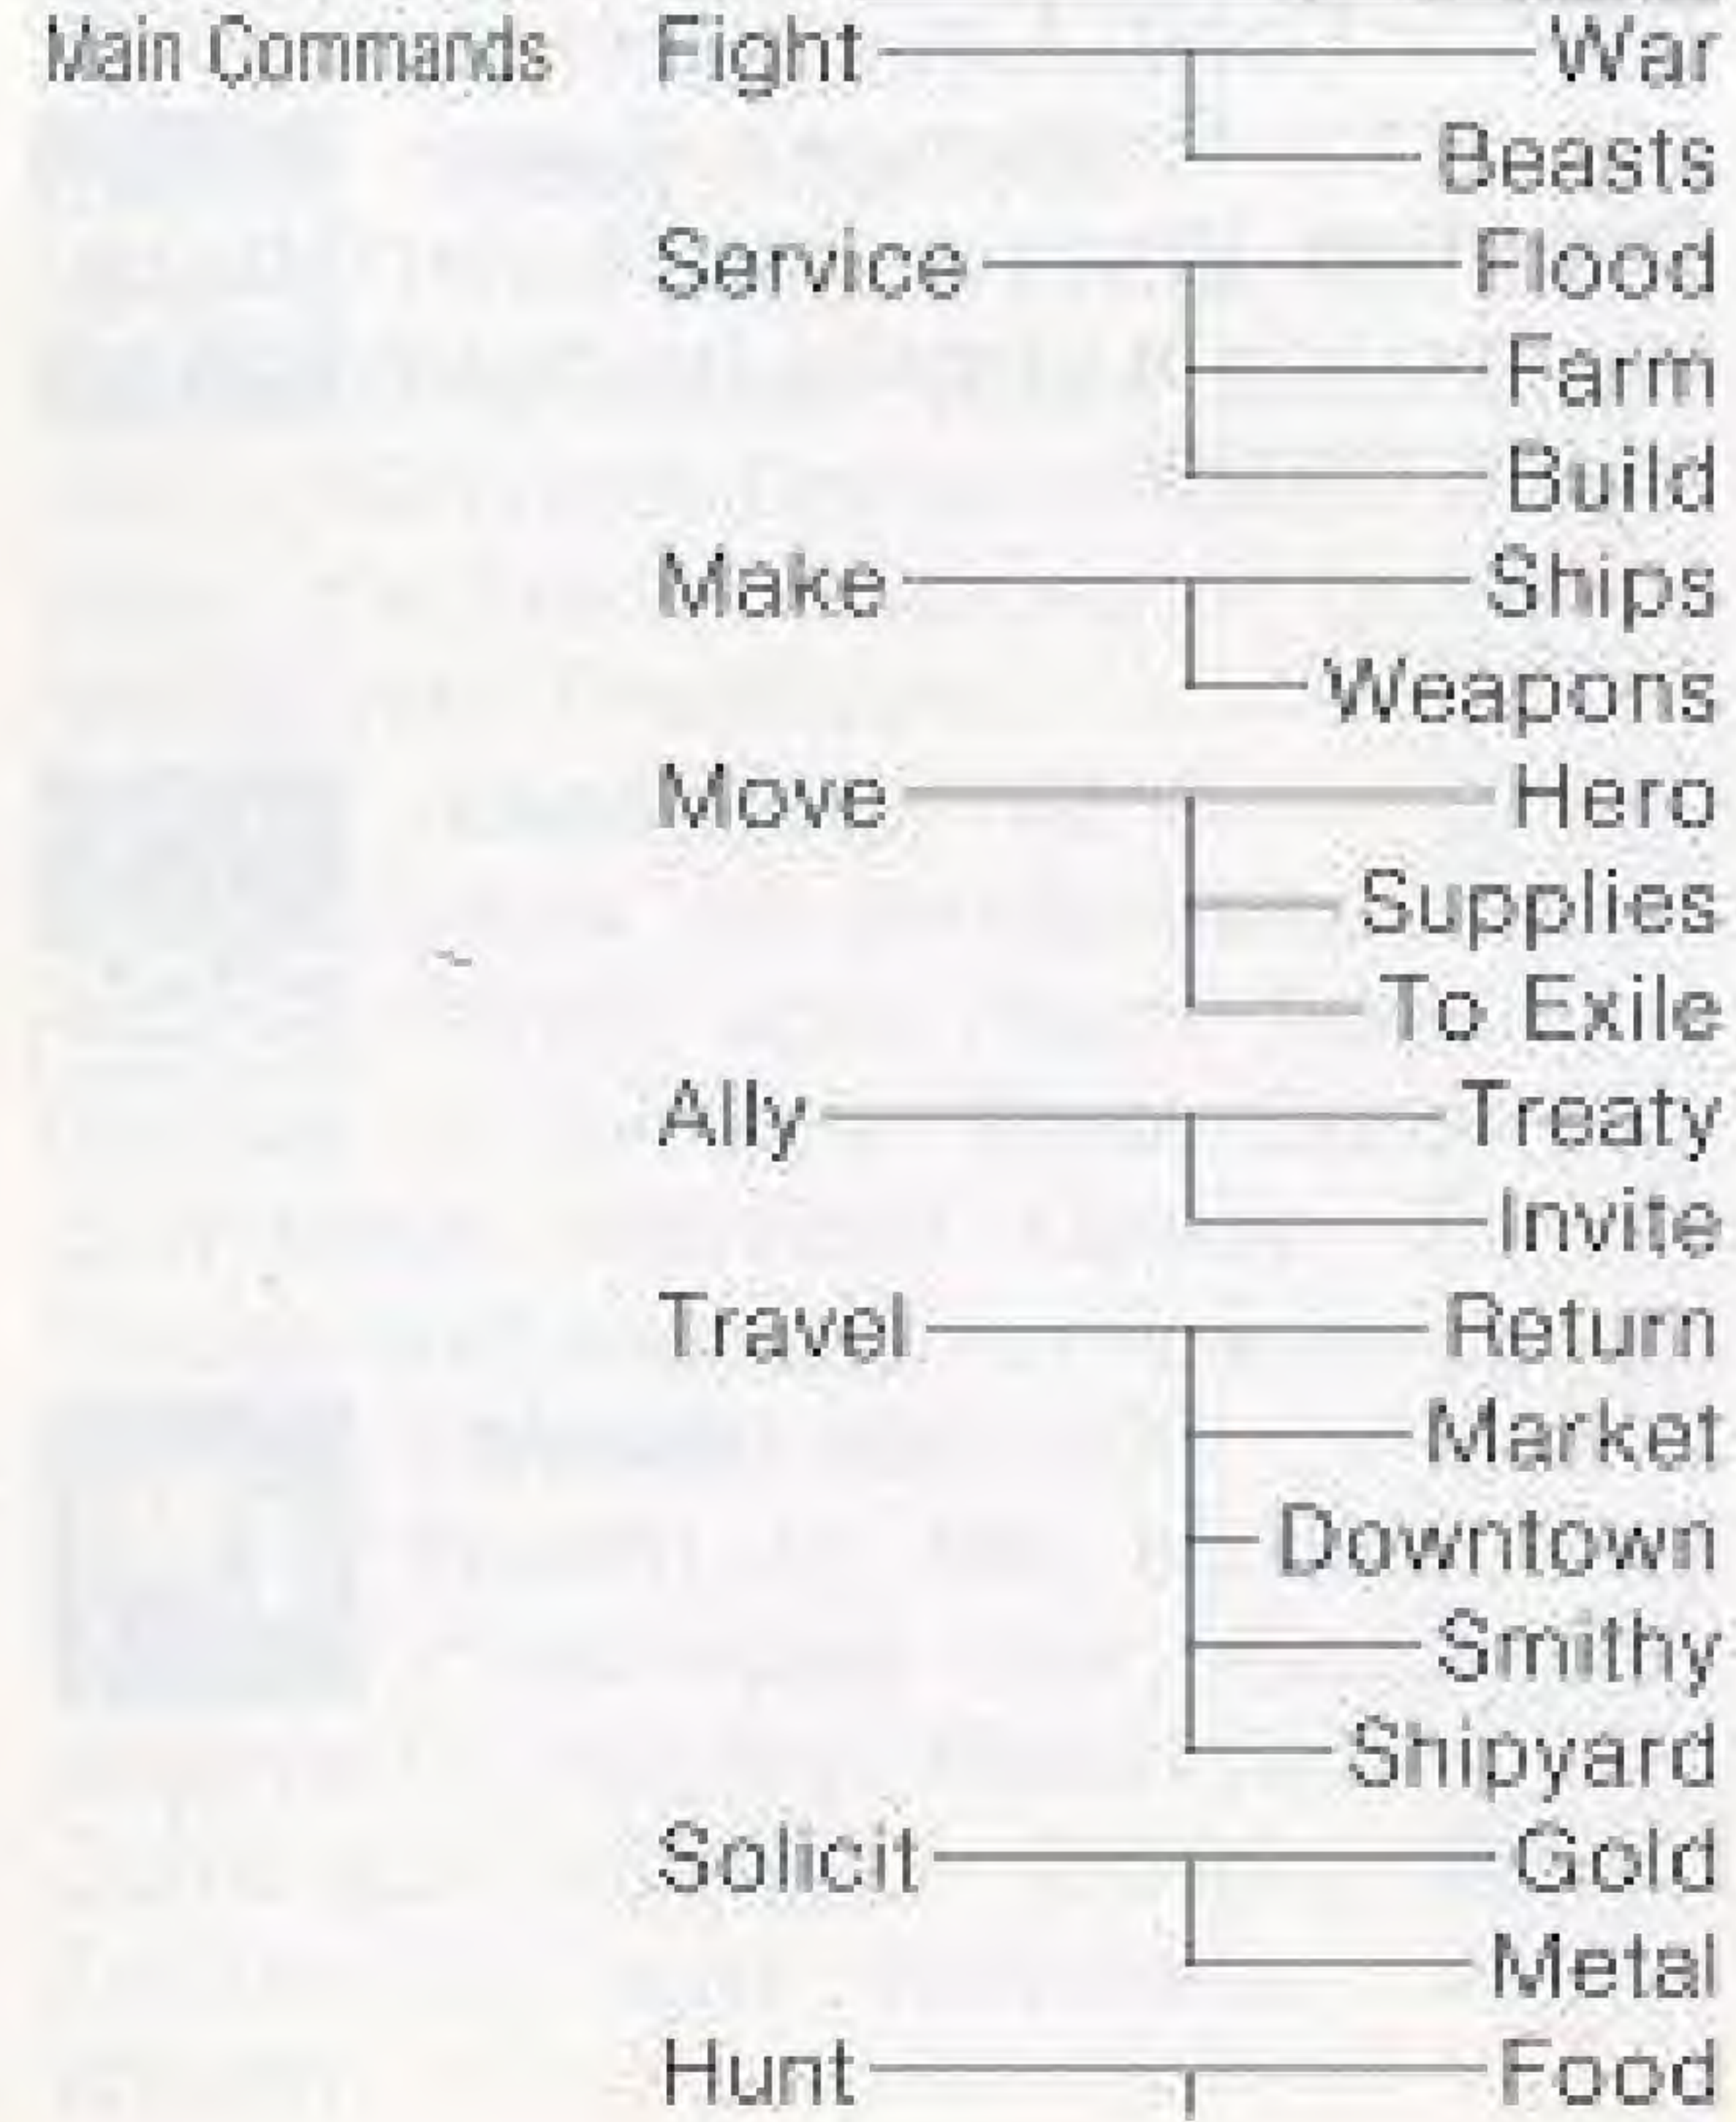 Main Commands Fight War
Beasts
Service Flood
Farm
Build
Make Ships
Weapons
Move Hero
Supplies
To Exile
Ally Treaty
Invite
Travel Return
Market
Downtown
Smithy
Shipyard
Solicit Gold
Metal
Hunt Food